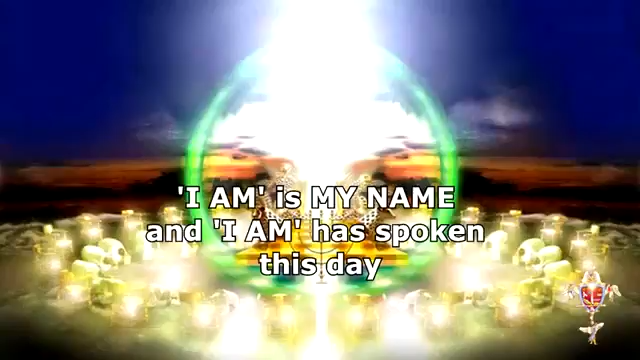 'I AM' is MY NAME
and 'I AM' has spoken
this day